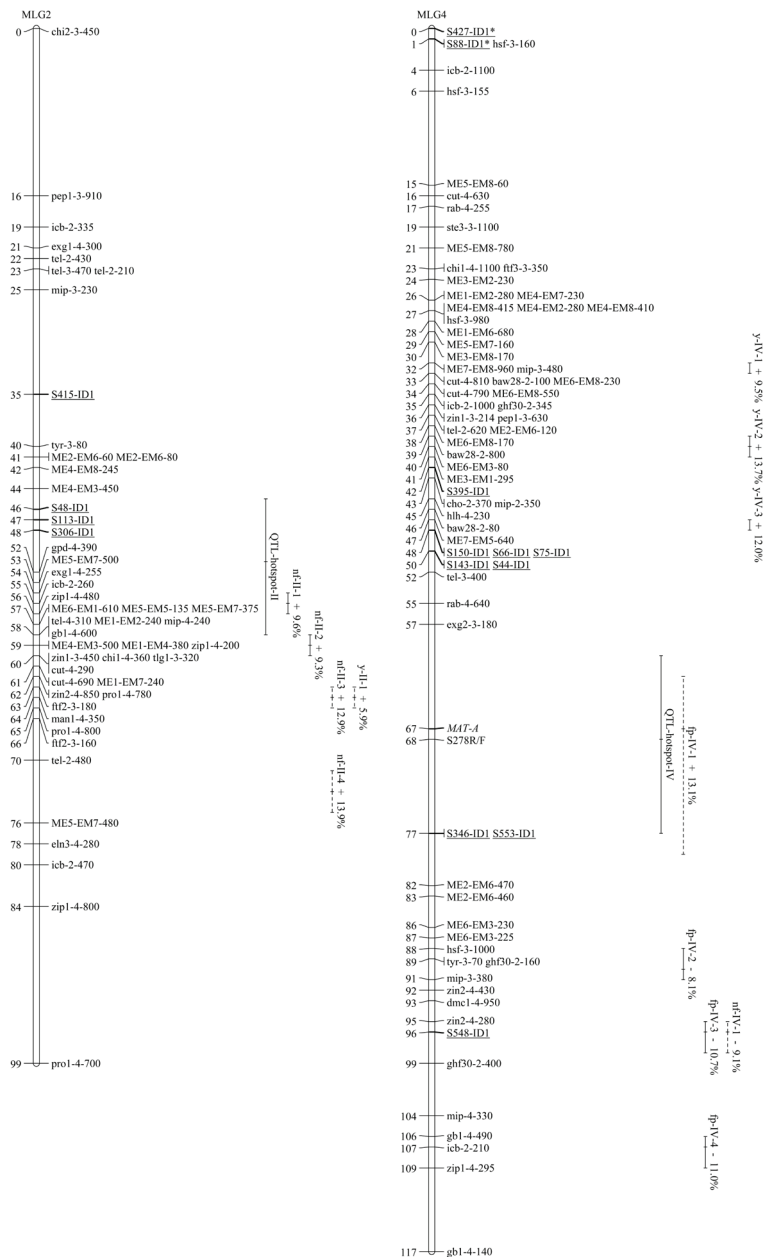 MLG2
0 chi2-3-450
16 pep1-3-910
19 icb-2-335
21 exg1-4-300
22 tel-2-430
23 tel-3-470 tel-2-210
25 mip-3-230
35 S415-ID1
40 tyr-3-80
41 ME2-EM6-60 ME2-EM6-80
42 ME4-EM8-245
44 ME4-EM3-450
46 S48-ID1
47 S113-ID1
48 S306-ID1
52 gpd-4-390
53 ME5-EM7-500
54 exg1-4-255
55 icb-2-260
56 zip1-4-480
57 ME6-EM1-610 ME5-EM5-135 ME5-EM7-375
58 tel-4-310 ME1-EM2-240 mip-4-240
gb1-4-600
59 ME4-EM3-500 ME1-EM4-380 zip1-4-200
60 zin1-3-450 chi1-4-360 tlg1-3-320
cut-4-290
61 cut-4-690 ME1-EM7-240
62 zin2-4-850 pro1-4-780
63 ftf2-3-180
64 man1-4-350
65 pro1-4-800
66 ftf2-3-160
70 tel-2-480
76 ME5-EM7-480
78 eln3-4-280
80 icb-2-470
84 zip1-4-800
99 pro1-4-700
QTL-hotspot-II
nf-II-1 + 9.6%
nf-II-2 + 9.3%
nf-II-3 + 12.9%
y-II-1 + 5.9%
nf-II-4 + 13.9%
MLG4
0 S427-ID1*
1 S88-ID1* hsf-3-160
4 icb-2-1100
6 hsf-3-155
15 ME5-EM8-60
16 cut-4-630
17 rab-4-255
19 ste3-3-1100
21 ME5-EM8-780
23 chi1-4-1100 ftf3-3-350
24 ME3-EM2-230
26 ME1-EM2-280 ME4-EM7-230
27 ME4-EM8-415 ME4-EM2-280 ME4-EM8-410
hsf-3-980
28 ME1-EM6-680
29 ME5-EM7-160
30 ME3-EM8-170
32 ME7-EM8-960 mip-3-480
33 cut-4-810 baw28-2-100 ME6-EM8-230
34 cut-4-790 ME6-EM8-550
35 icb-2-1000 ghf30-2-345
36 zin1-3-214 pep1-3-630
37 tel-2-620 ME2-EM6-120
38 ME6-EM8-170
39 baw28-2-800
40 ME6-EM3-80
41 ME3-EM1-295
42 S395-ID1
43 cho-2-370 mip-2-350
45 hlh-4-230
46 baw28-2-80
47 ME7-EM5-640
48 S150-ID1 S66-ID1 S75-ID1
50 S143-ID1 S44-ID1
52 tel-3-400
55 rab-4-640
57 exg2-3-180
67 MAT-A
68 S278R/F
77 S346-ID1 S553-ID1
82 ME2-EM6-470
83 ME2-EM6-460
86 ME6-EM3-230
87 ME6-EM3-225
88 hsf-3-1000
89 tyr-3-70 ghf30-2-160
91 mip-3-380
92 zin2-4-430
93 dmc1-4-950
95 zin2-4-280
96 S548-ID1
99 ghf30-2-400
104 mip-4-330
106 gb1-4-490
107 icb-2-210
109 zip1-4-295
117 gb1-4-140
y-IV-1 + 9.5%
y-IV-2 + 13.7%
y-IV-3 + 12.0%
QTL-hotspot-IV
fp-IV-1 + 13.1%
fp-IV-2 - 8.1%
fp-IV-3 - 10.7%
nf-IV-1 - 9.1%
fp-IV-4 - 11.0%